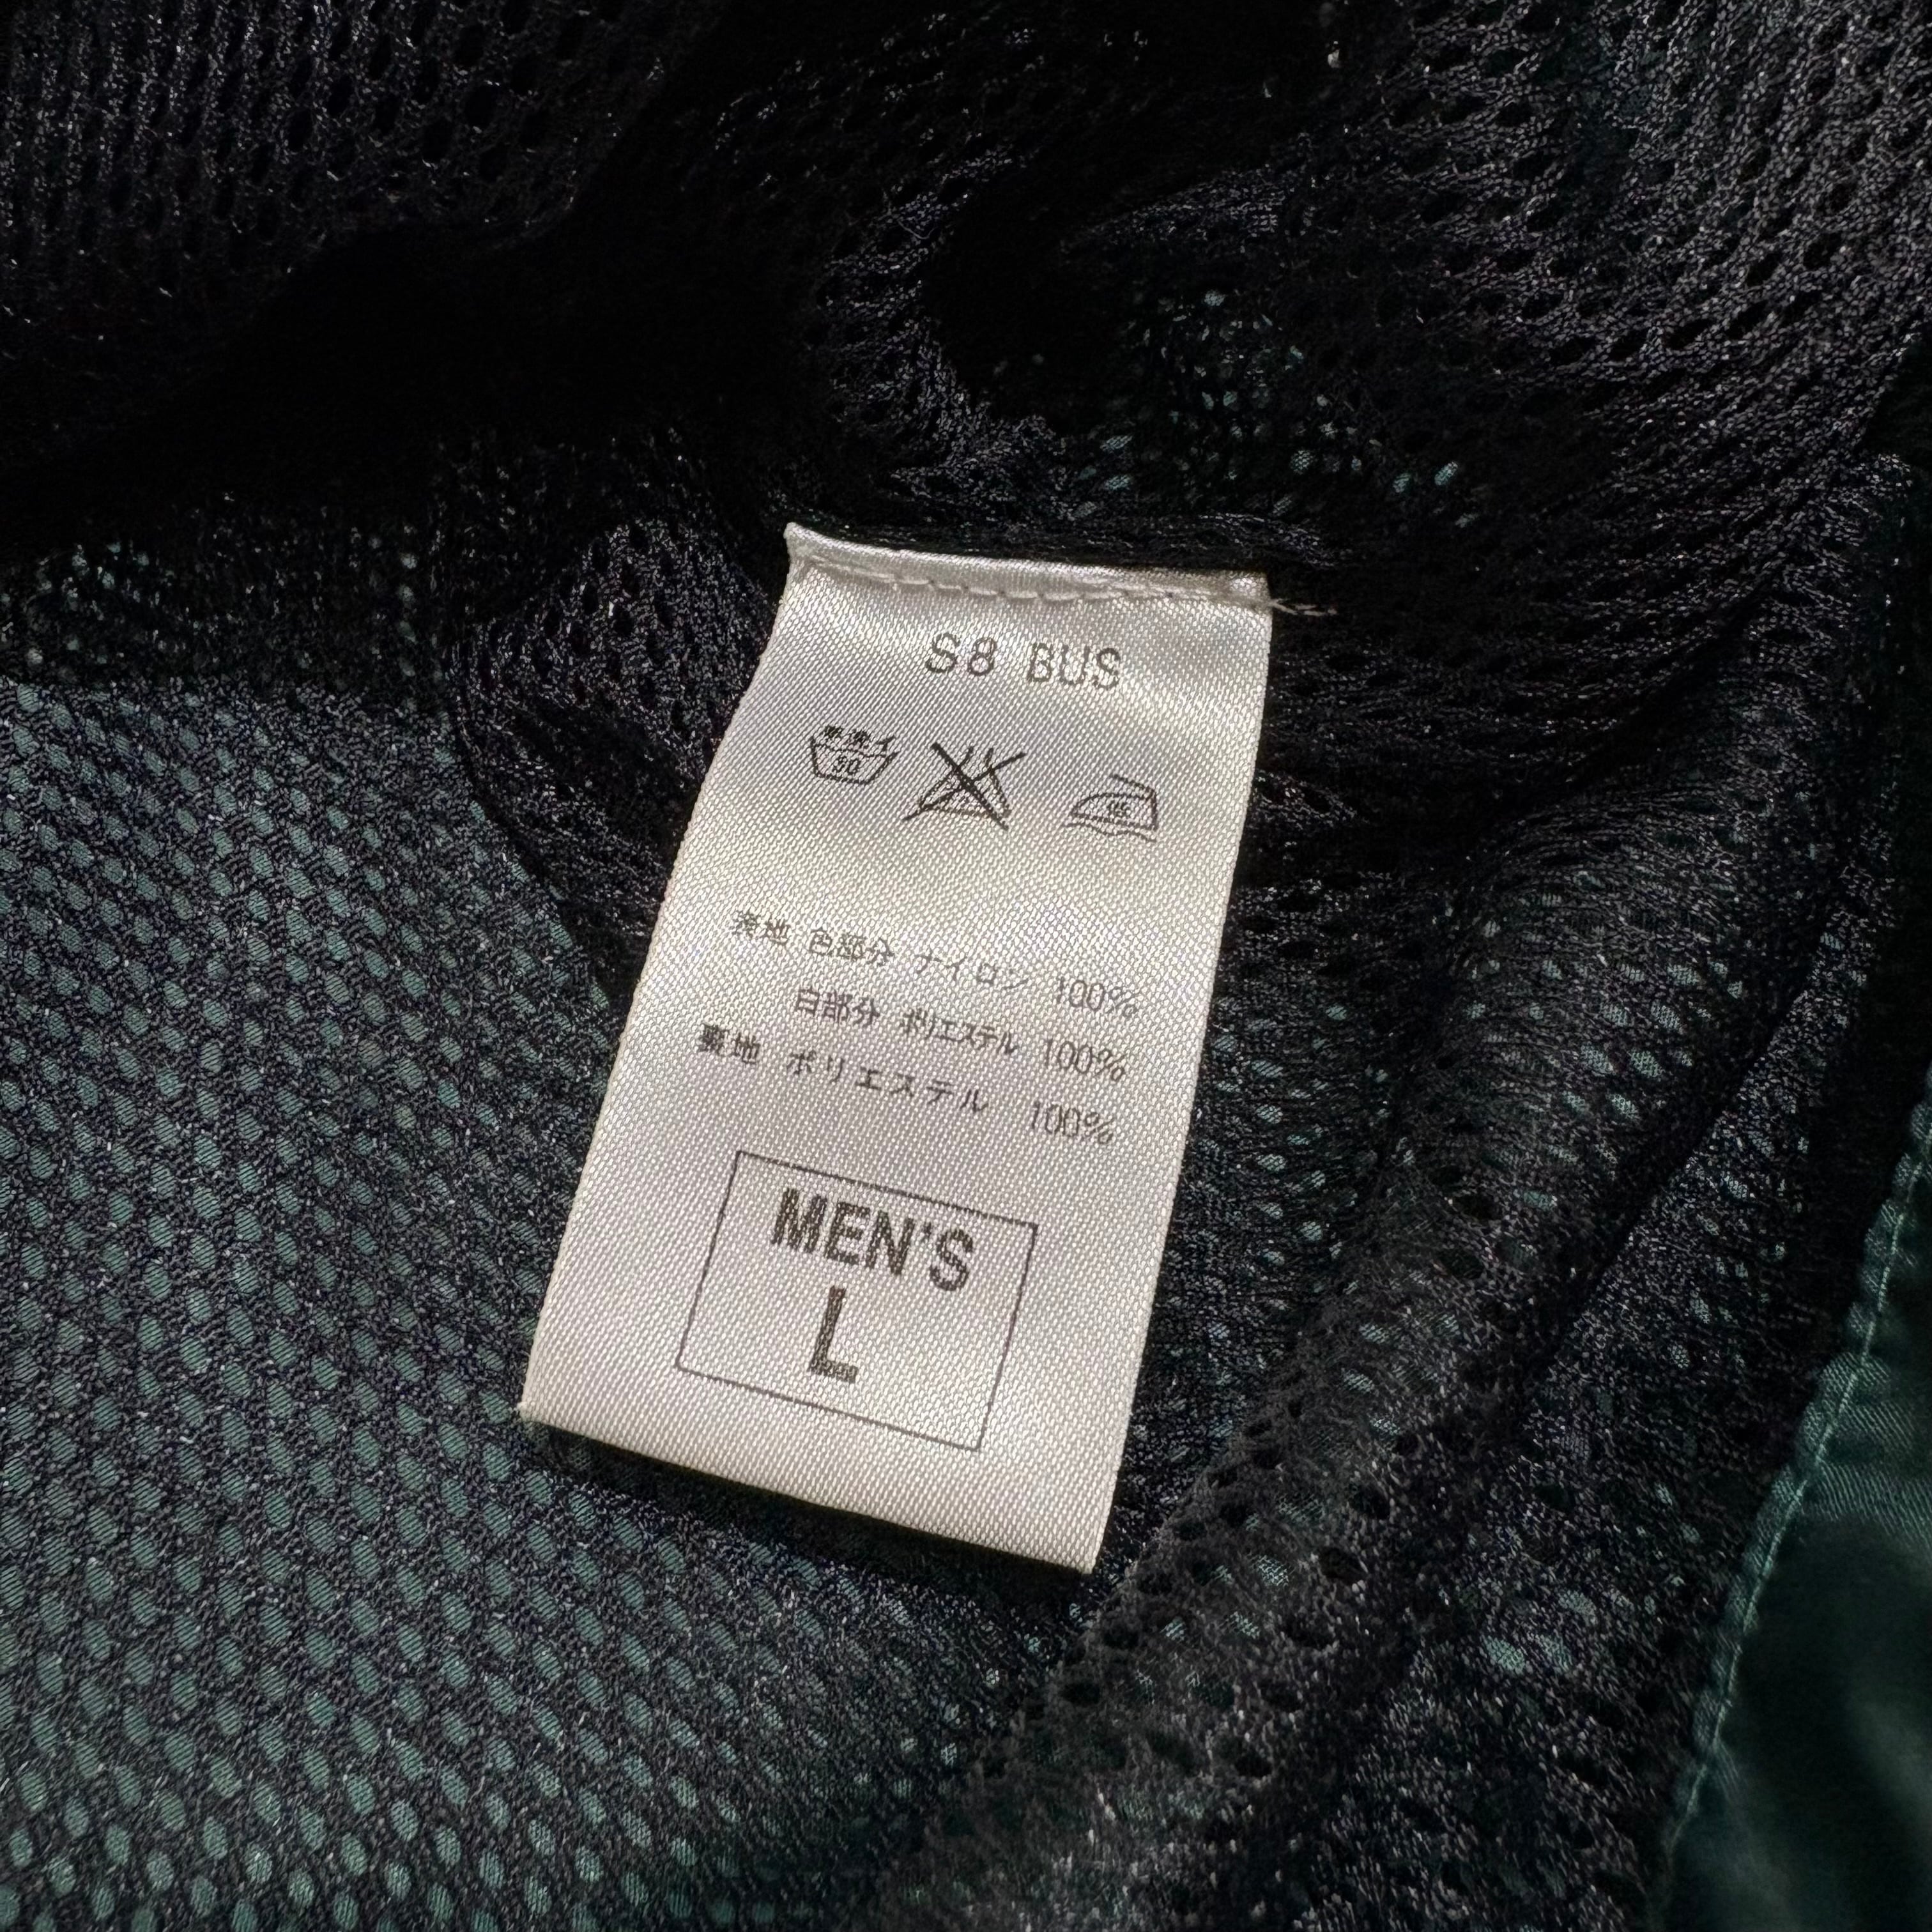 S8 BUS
表地 色部分 ナイロン 100%
白部分 ポリエステル 100%
裏地 ポリエステル 100%
MEN'S
L